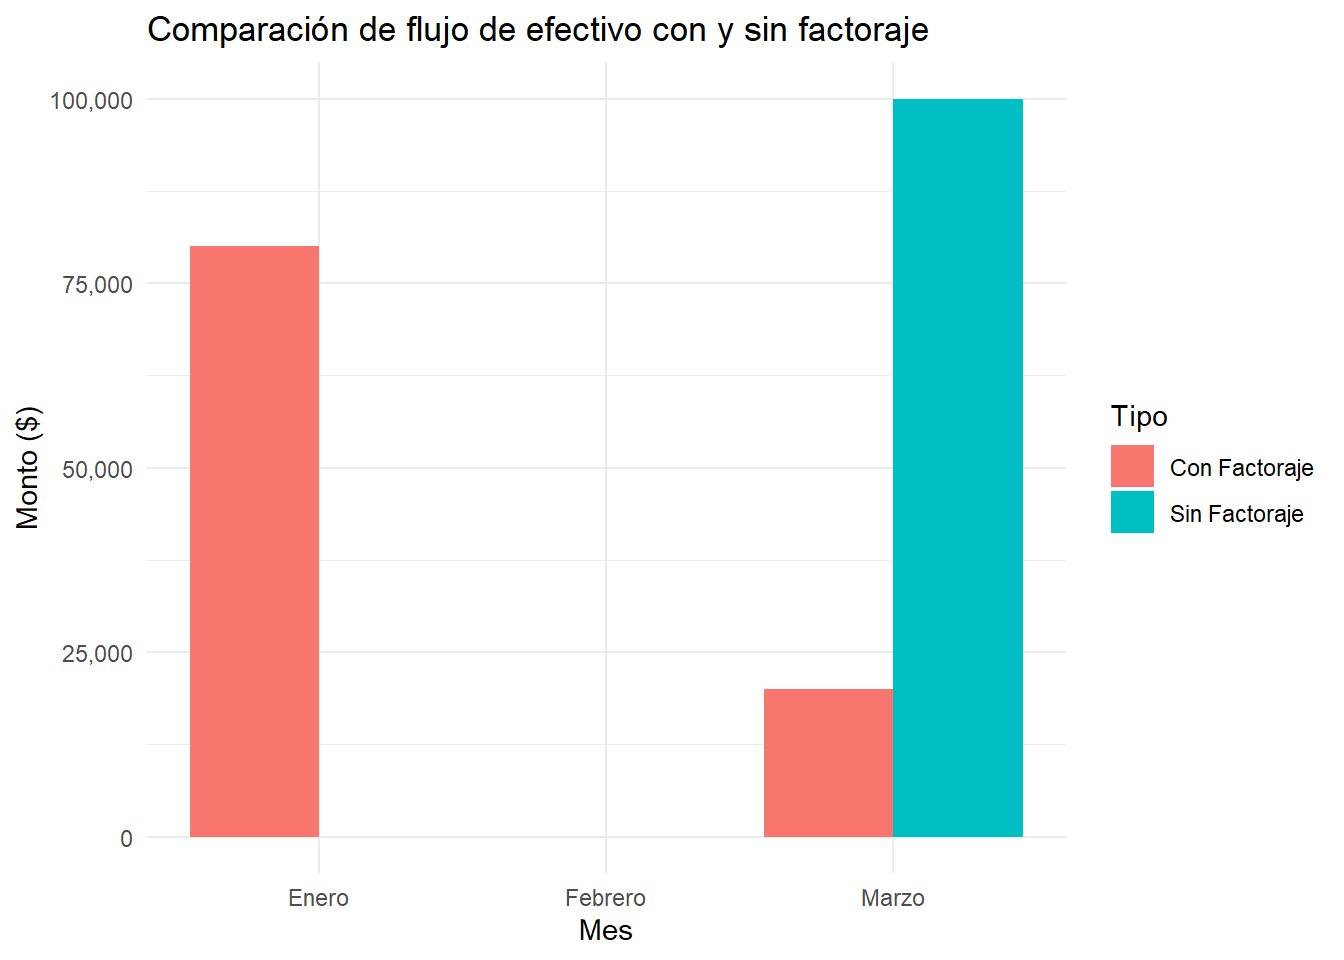 Comparación de flujo de efectivo con y sin factoraje
Monto ($)
100,000
75,000
50,000
25,000
0
Enero
Febrero
Marzo
Mes
Tipo
Con Factoraje
Sin Factoraje